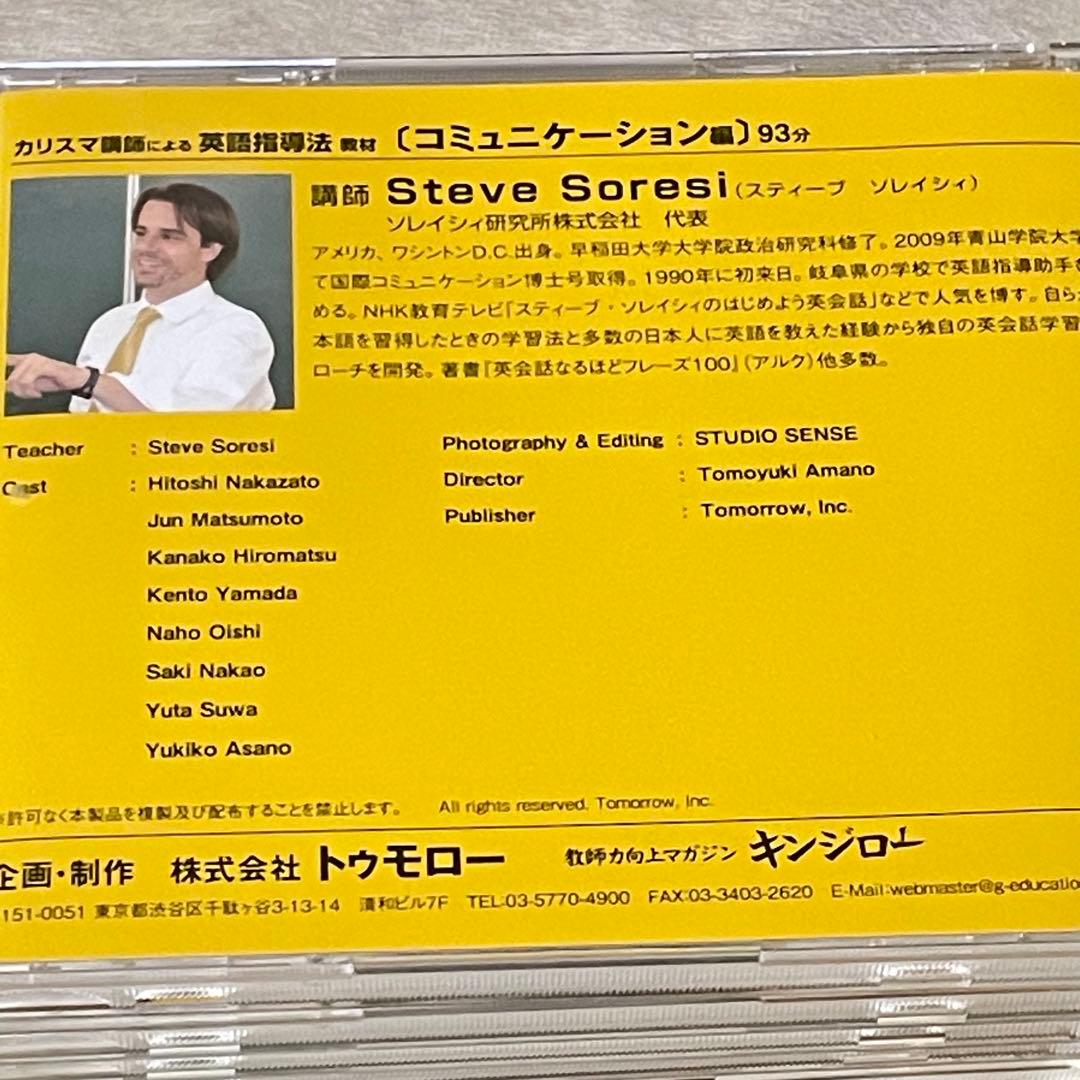 カリスマ講師による 英語指導法 教材 〔コミュニケーション編〕93分
講師 Steve Soresi（スティーブ ソレイシィ）
ソレイシィ研究所株式会社 代表
アメリカ、ワシントンD.C.出身。早稲田大学大学院政治研究科修了。2009年青山学院大学
て国際コミュニケーション博士号取得。1990年に初来日。岐阜県の学校で英語指導助手を
める。NHK教育テレビ「スティーブ・ソレイシィのはじめよう英会話」などで人気を博す。自らが
本語を習得したときの学習法と多数の日本人に英語を教えた経験から独自の英会話学習
ローチを開発。著書『英会話なるほどフレーズ100』（アルク）他多数。
Teacher : Steve Soresi
Cast : Hitoshi Nakazato
Jun Matsumoto
Kanako Hiromatsu
Kento Yamada
Naho Oishi
Saki Nakao
Yuta Suwa
Yukiko Asano
Photography & Editing : STUDIO SENSE
Director : Tomoyuki Amano
Publisher : Tomorrow, Inc.
※許可なく本製品を複製及び配布することを禁止します。 All rights reserved. Tomorrow, Inc.
企画・制作 株式会社 トゥモロー 教師力向上マガジン キンジロー
151-0051 東京都渋谷区千駄ヶ谷3-13-14 清和ビル7F TEL:03-5770-4900 FAX:03-3403-2620 E-Mail:webmaster@g-educatio